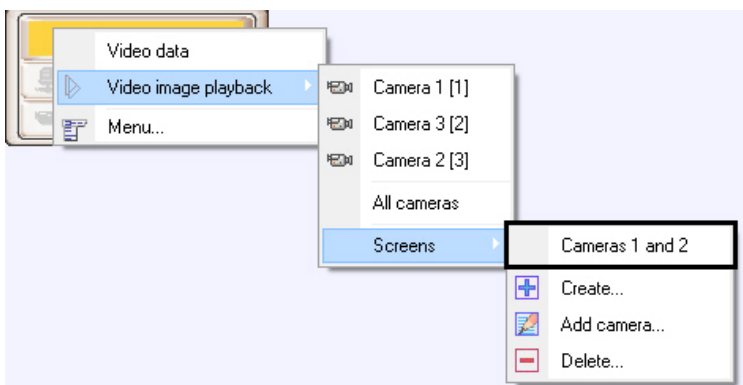 Video data
Video image playback
Menu...
Camera 1 [1]
Camera 3 [2]
Camera 2 [3]
All cameras
Screens
Cameras 1 and 2
Create...
Add camera...
Delete...